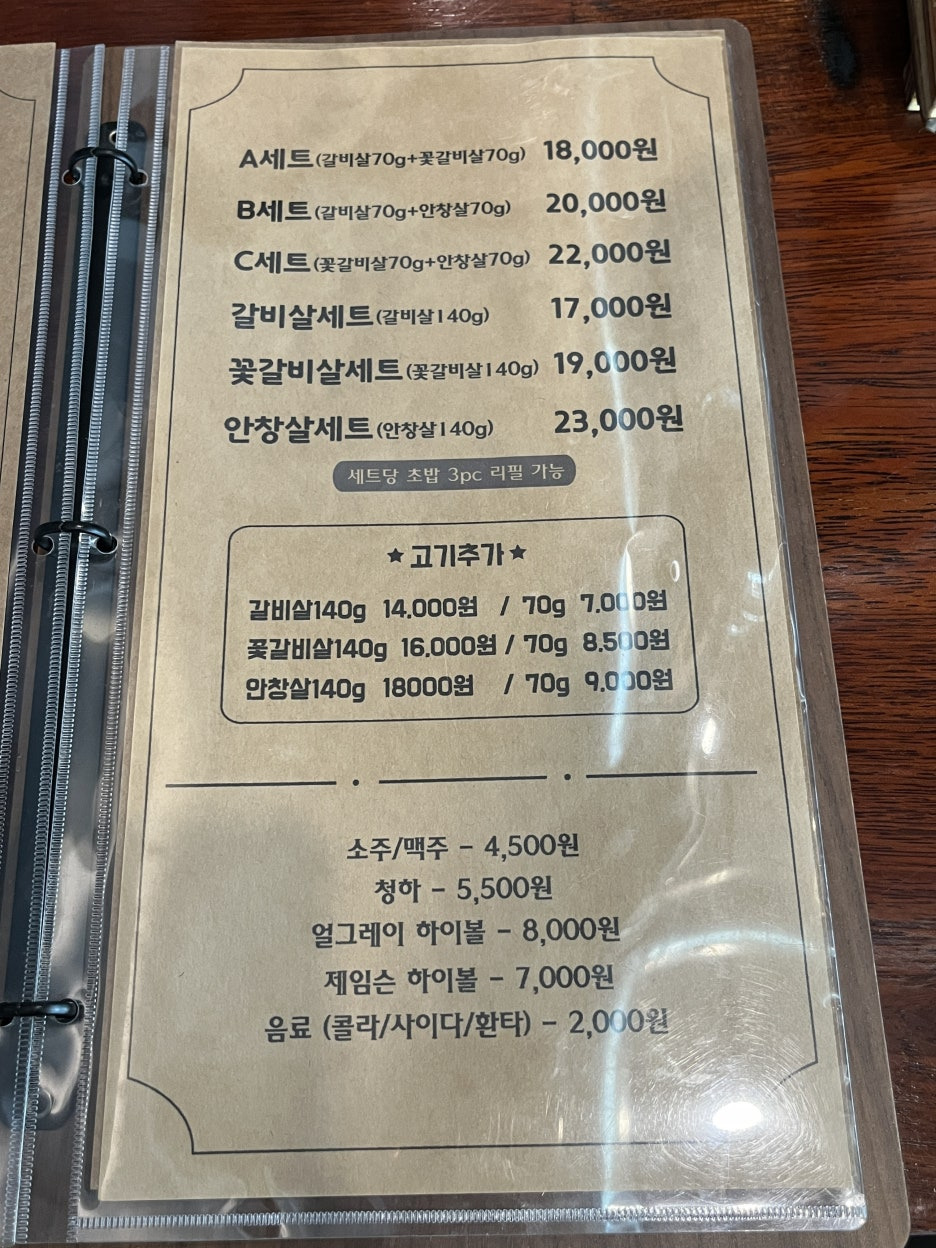 A세트(갈비살70g+꽃갈비살70g) 18,000원
B세트(갈비살70g+안창살70g) 20,000원
C세트(꽃갈비살70g+안창살70g) 22,000원
갈비살세트(갈비살140g) 17,000원
꽃갈비살세트(꽃갈비살140g) 19,000원
안창살세트(안창살140g) 23,000원
세트당 초밥 3pc 리필 가능
★고기추가★
갈비살140g 14.000원 / 70g 7.000원
꽃갈비살140g 16.000원 / 70g 8.500원
안창살140g 18000원 / 70g 9.000원
소주/맥주 – 4,500원
청하 – 5,500원
얼그레이 하이볼 – 8,000원
제임슨 하이볼 – 7,000원
음료 (콜라/사이다/환타) – 2,000원